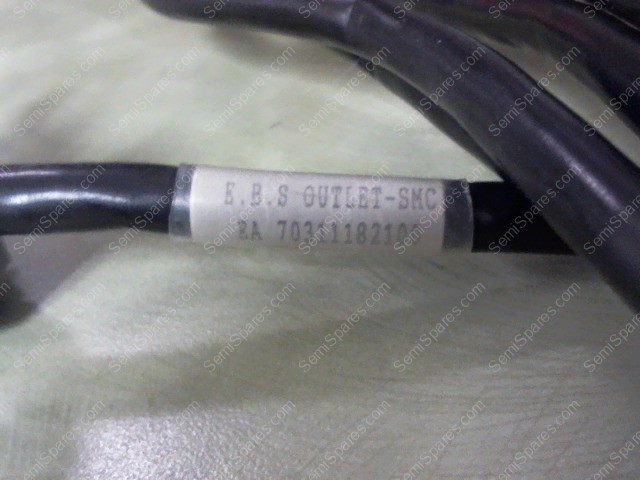 E.B.S OUTLET-SMC
EA 7031118210
SemiSpares.com